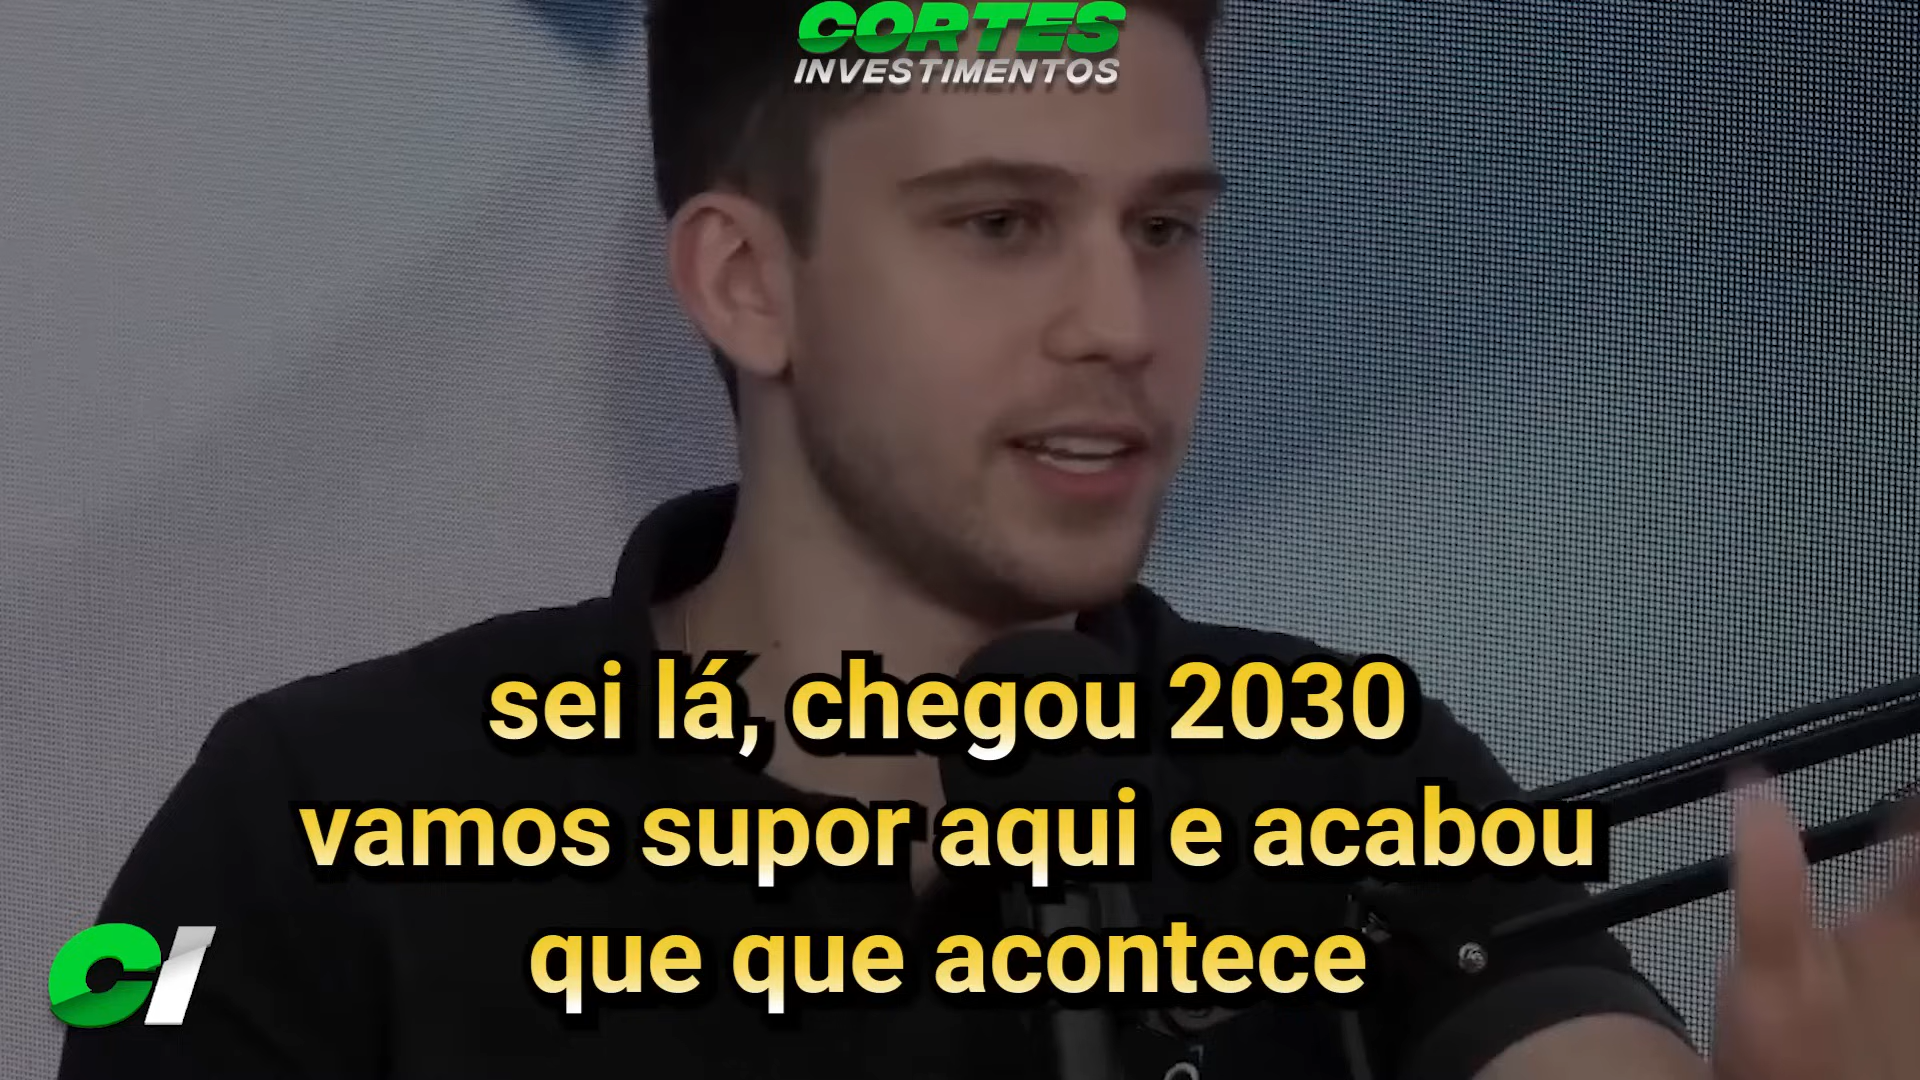 CORTES
INVESTIMENTOS
sei lá, chegou 2030
vamos supor aqui e acabou
que que acontece
CI